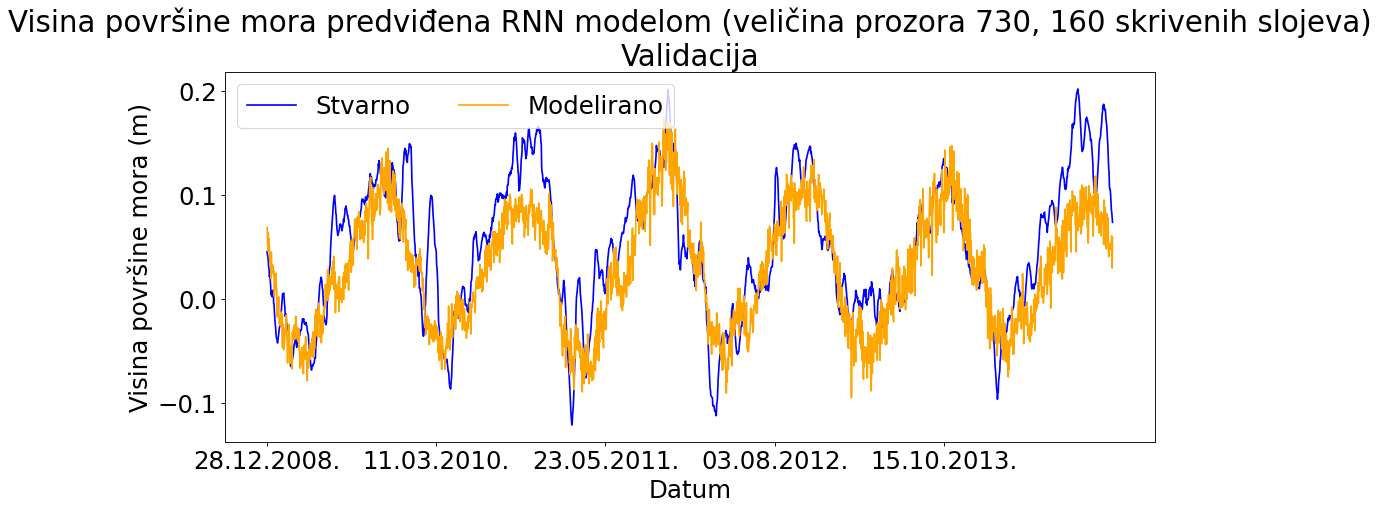 Visina površine mora predviđena RNN modelom (veličina prozora 730, 160 skrivenih slojeva)
Validacija
Stvarno Modelirano
Visina površine mora (m)
0.2
0.1
0.0
−0.1
28.12.2008. 11.03.2010. 23.05.2011. 03.08.2012. 15.10.2013.
Datum